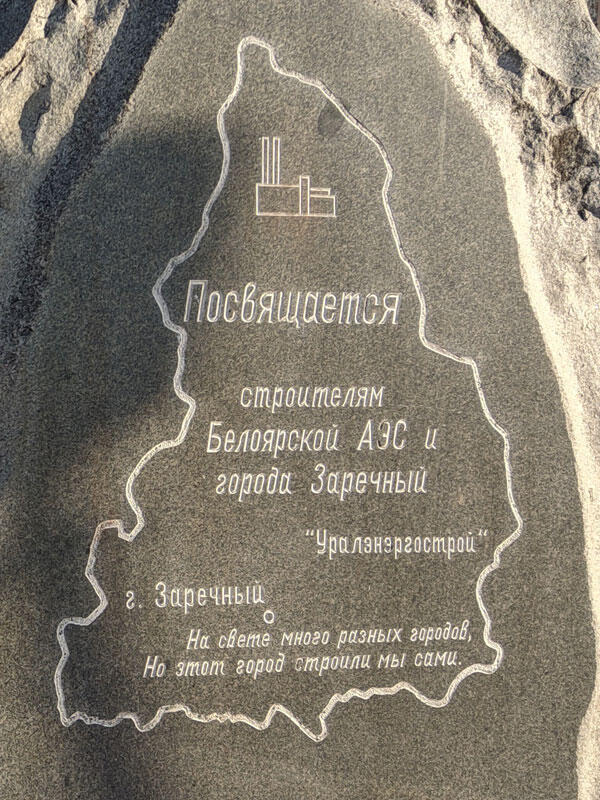 Посвящается
строителям
Белоярской АЭС и
города Заречный
"Уралэнергострой"
г. Заречный
На свете много разных городов,
Но этот город строили мы сами.